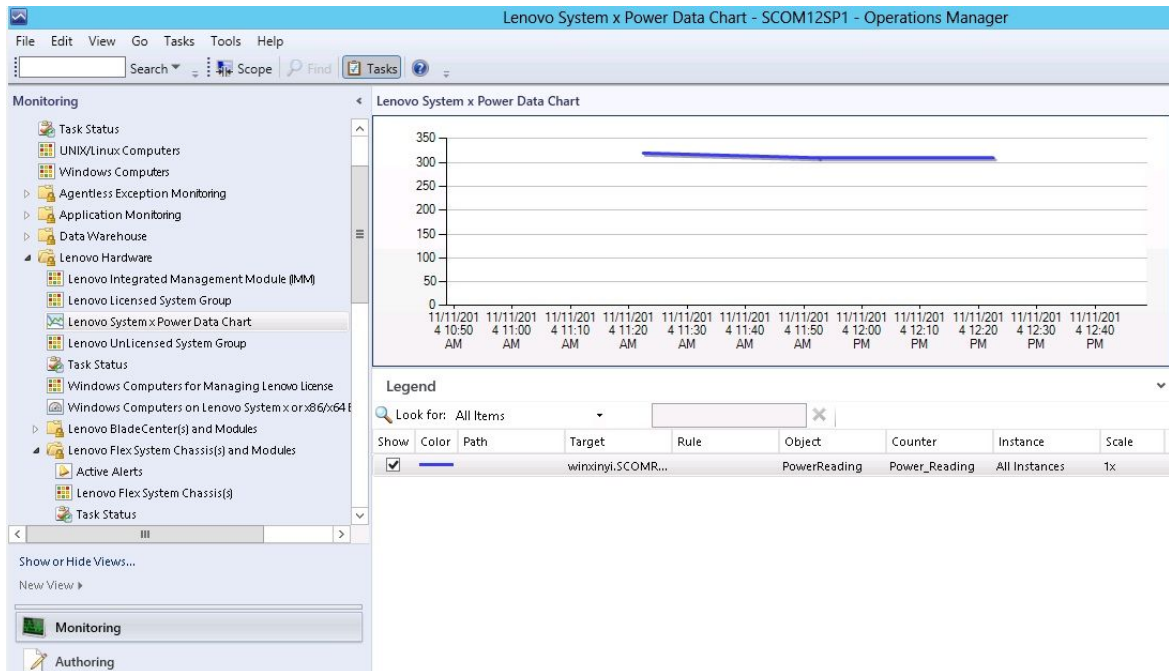 Lenovo System x Power Data Chart - SCOM12SP1 - Operations Manager
File Edit View Go Tasks Tools Help
Search Scope Find Tasks
Monitoring
Task Status
UNIX/Linux Computers
Windows Computers
Agentless Exception Monitoring
Application Monitoring
Data Warehouse
Lenovo Hardware
Lenovo Integrated Management Module (IMM)
Lenovo Licensed System Group
Lenovo System x Power Data Chart
Lenovo UnLicensed System Group
Task Status
Windows Computers for Managing Lenovo License
Windows Computers on Lenovo System x or x86/x64 
Lenovo BladeCenter(s) and Modules
Lenovo Flex System Chassis(s) and Modules
Active Alerts
Lenovo Flex System Chassis(s)
Task Status
Show or Hide Views...
New View
Monitoring
Authoring
Lenovo System x Power Data Chart
350
300
250
200
150
100
50
0
11/11/201 11/11/201 11/11/201 11/11/201 11/11/201 11/11/201 11/11/201 11/11/201 11/11/201 11/11/201 11/11/201 11/11/201
4 10:50 4 11:00 4 11:10 4 11:20 4 11:30 4 11:40 4 11:50 4 12:00 4 12:10 4 12:20 4 12:30 4 12:40
AM AM AM AM AM AM AM PM PM PM PM PM
Legend
Look for: All Items
Show Color Path Target Rule Object Counter Instance Scale
winxinyi.SCOMR... PowerReading Power_Reading All Instances 1x